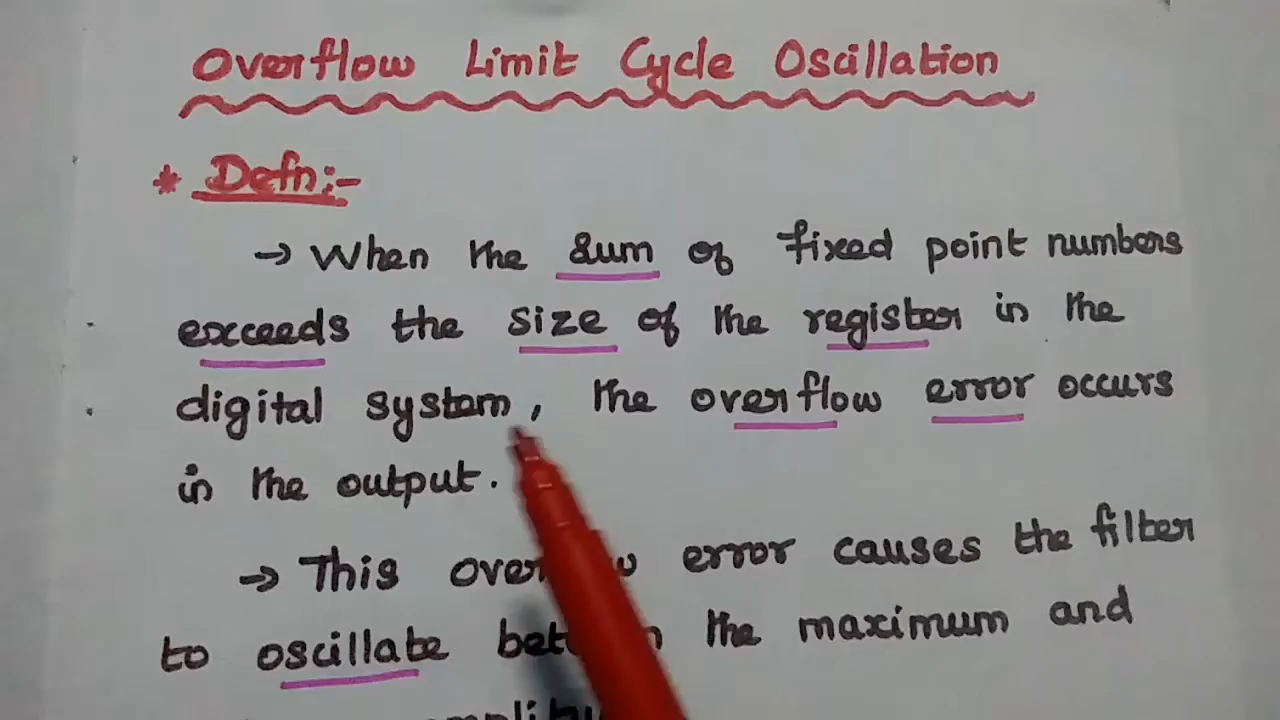 Overflow Limit Cycle Oscillation
* Defn:-
→ When the sum of fixed point numbers
exceeds the size of the register in the
digital system, the overflow error occurs
in the output.
→ This error causes the filter
to oscillate the maximum and